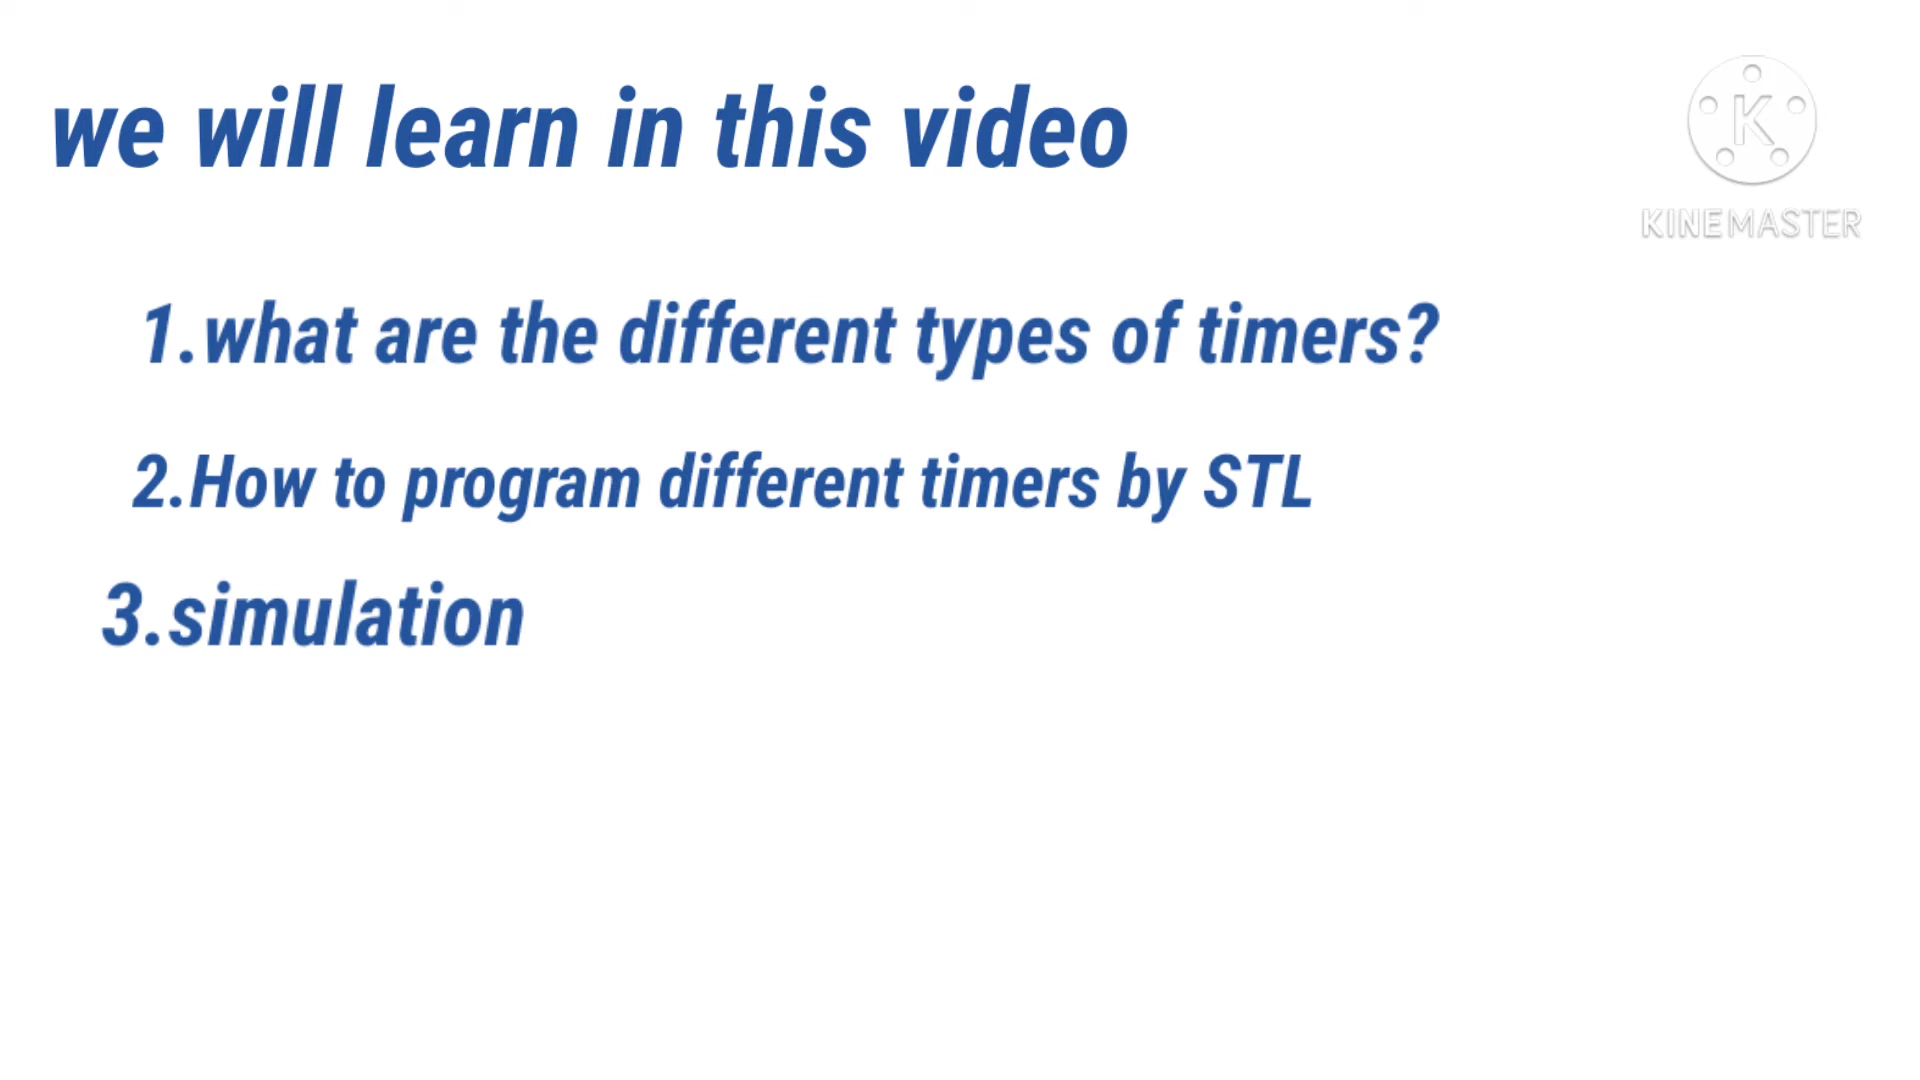 we will learn in this video
K
KINEMASTER
1.what are the different types of timers?
2.How to program different timers by STL
3.simulation